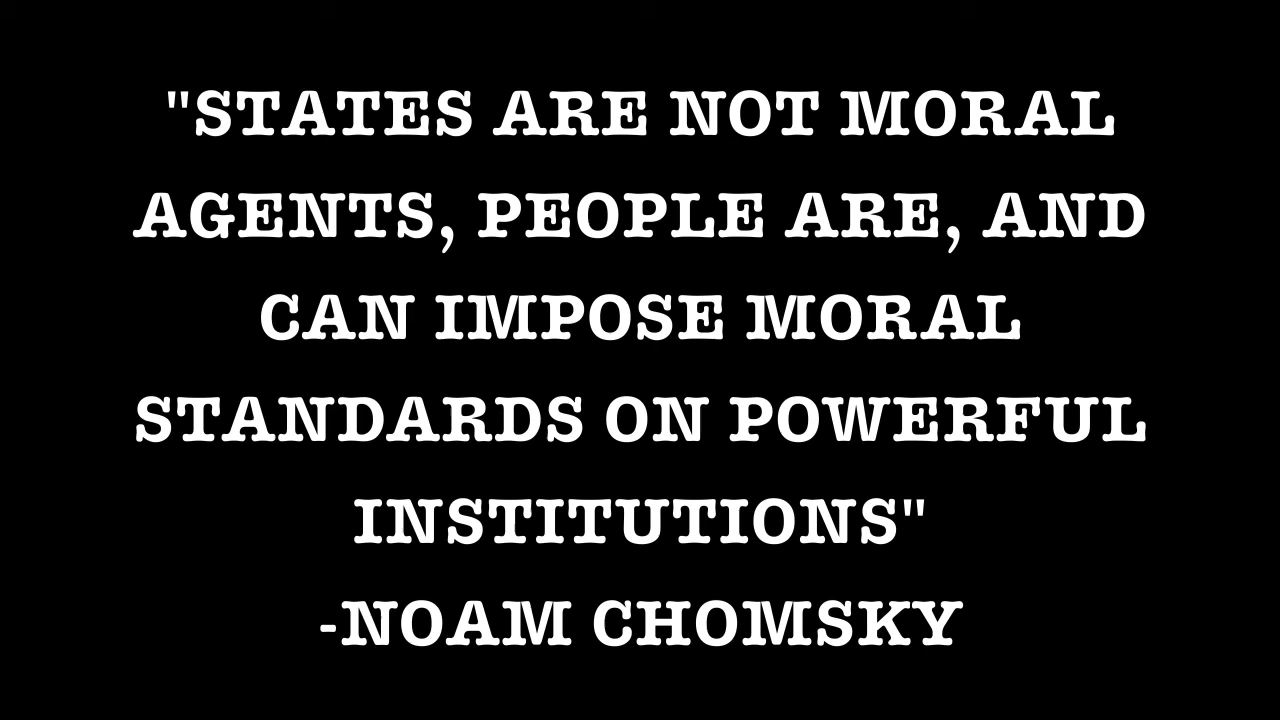 "STATES ARE NOT MORAL
AGENTS, PEOPLE ARE, AND
CAN IMPOSE MORAL
STANDARDS ON POWERFUL
INSTITUTIONS"
-NOAM CHOMSKY